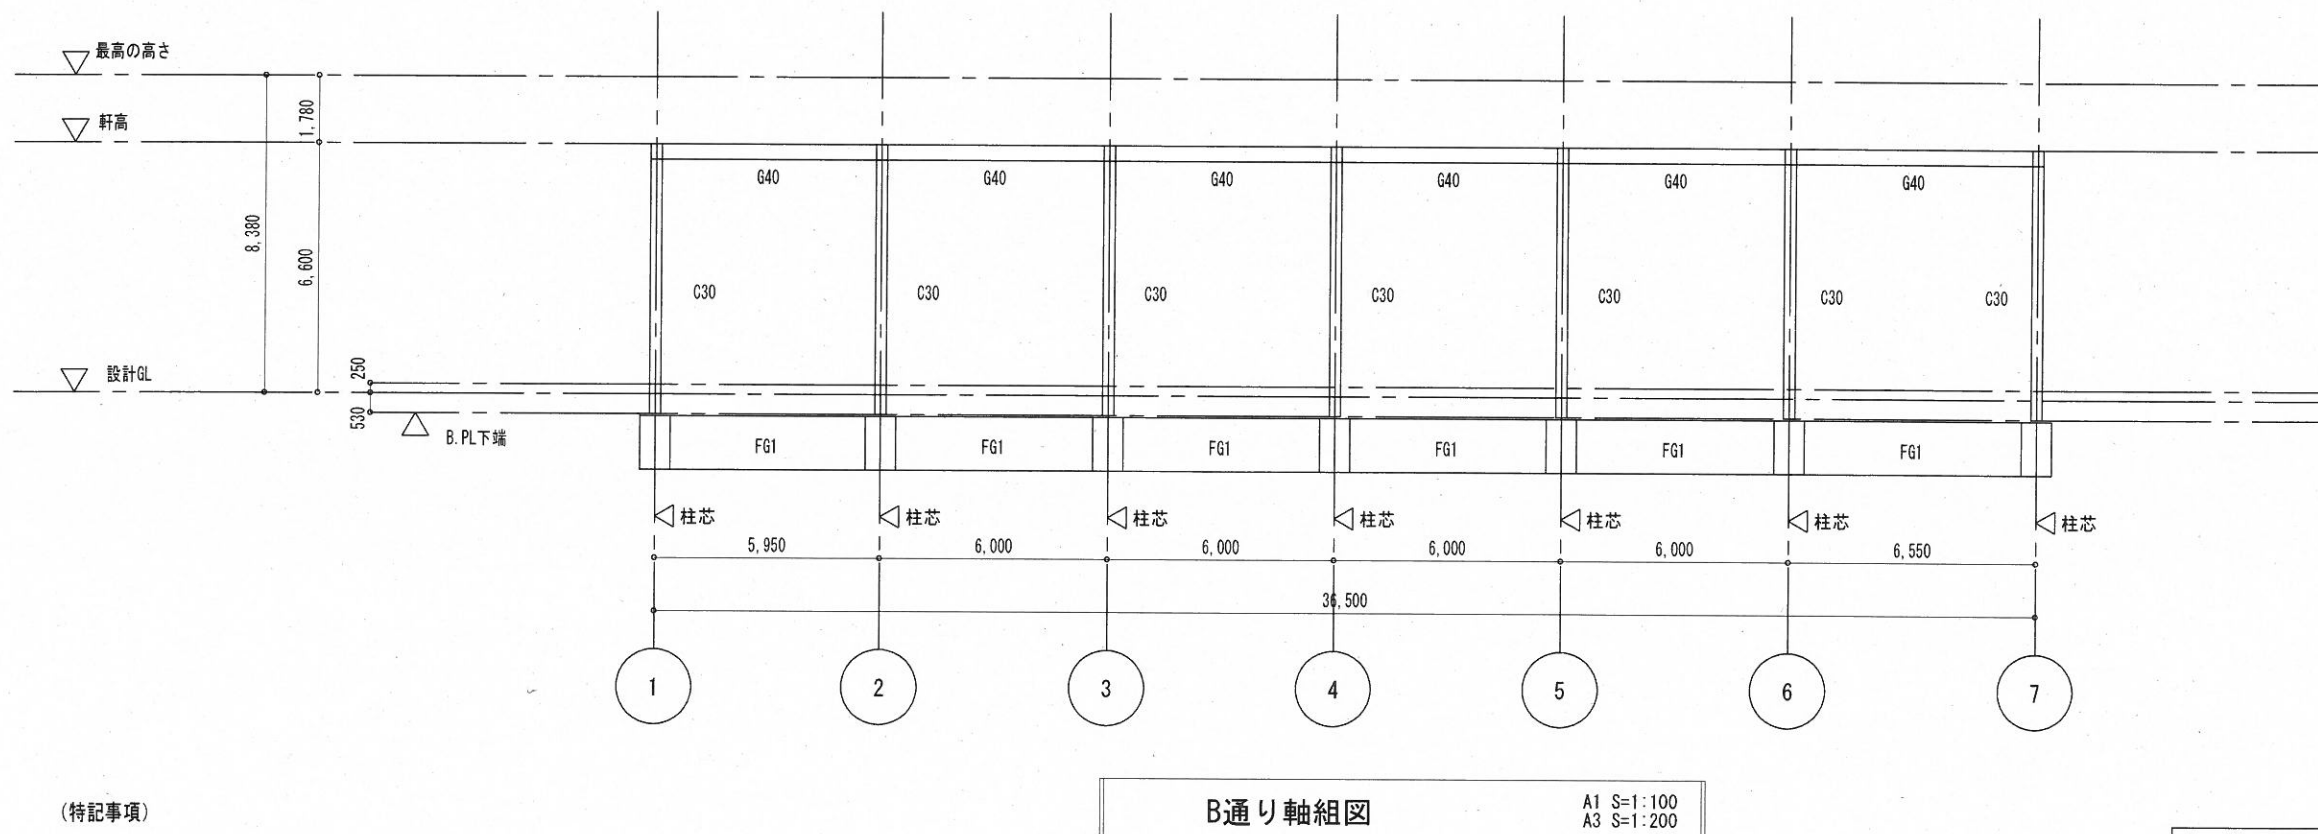 最高の高さ
1,780
軒高
G40 G40 G40 G40 G40 G40
8,380
6,600
C30 C30 C30 C30 C30 C30 C30
設計GL
250
530
B.PL下端
FG1 FG1 FG1 FG1 FG1 FG1
柱芯 柱芯 柱芯 柱芯 柱芯 柱芯 柱芯
5,950 6,000 6,000 6,000 6,000 6,550
36,500
1 2 3 4 5 6 7
(特記事項)
B通り軸組図
A1 S=1:100
A3 S=1:200